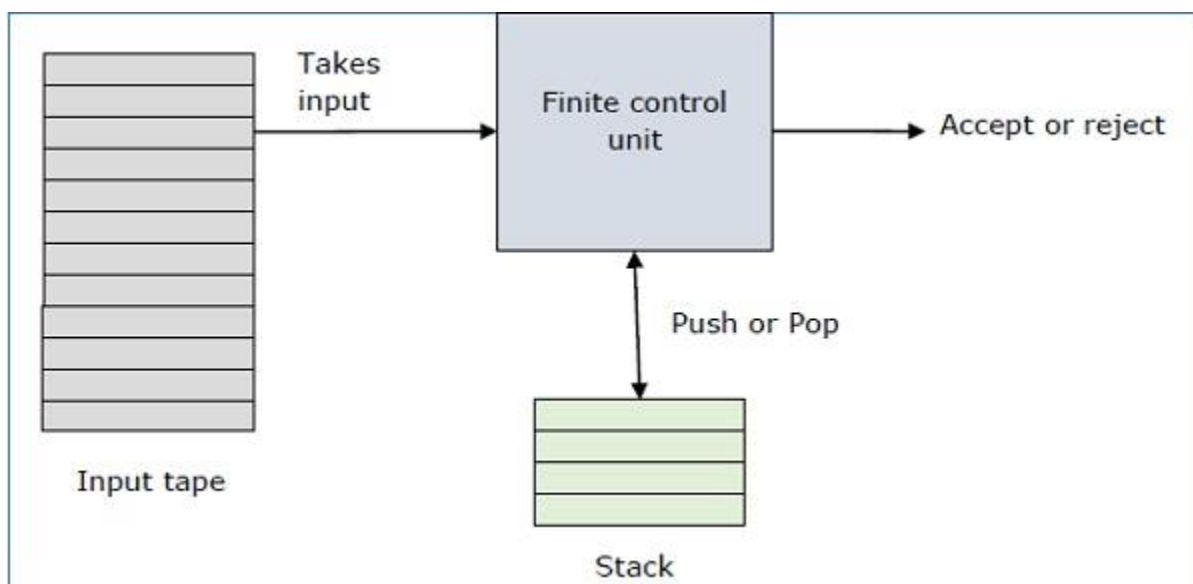 Takes
input
Finite control
unit
Accept or reject
Push or Pop
Input tape
Stack